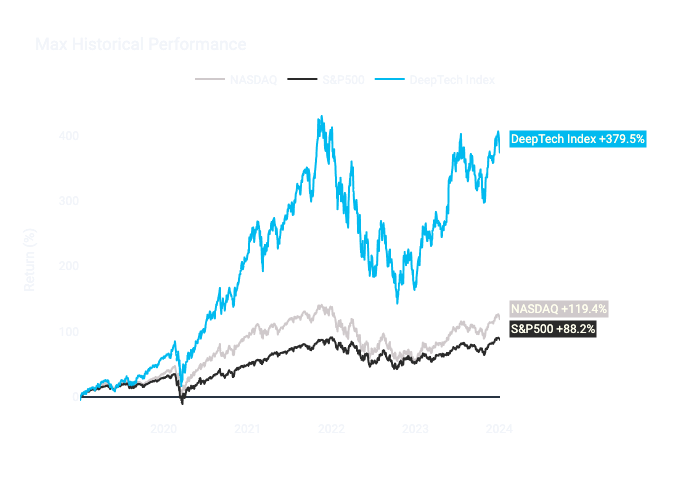 Max Historical Performance
NASDAQ S&P500 DeepTech Index
400
300
200
100
0
Return (%)
DeepTech Index +379.5%
NASDAQ +119.4%
S&P500 +88.2%
2020 2021 2022 2023 2024